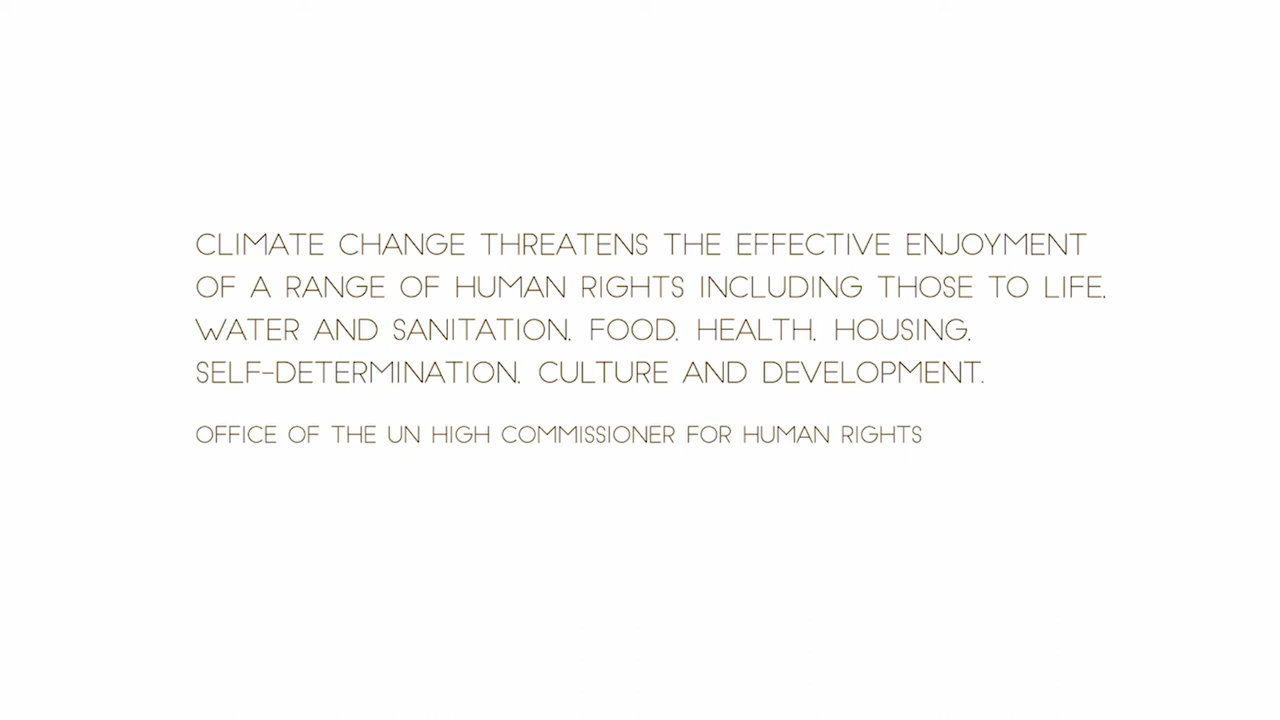 CLIMATE CHANGE THREATENS THE EFFECTIVE ENJOYMENT
OF A RANGE OF HUMAN RIGHTS INCLUDING THOSE TO LIFE,
WATER AND SANITATION, FOOD, HEALTH, HOUSING,
SELF-DETERMINATION, CULTURE AND DEVELOPMENT.
OFFICE OF THE UN HIGH COMMISSIONER FOR HUMAN RIGHTS